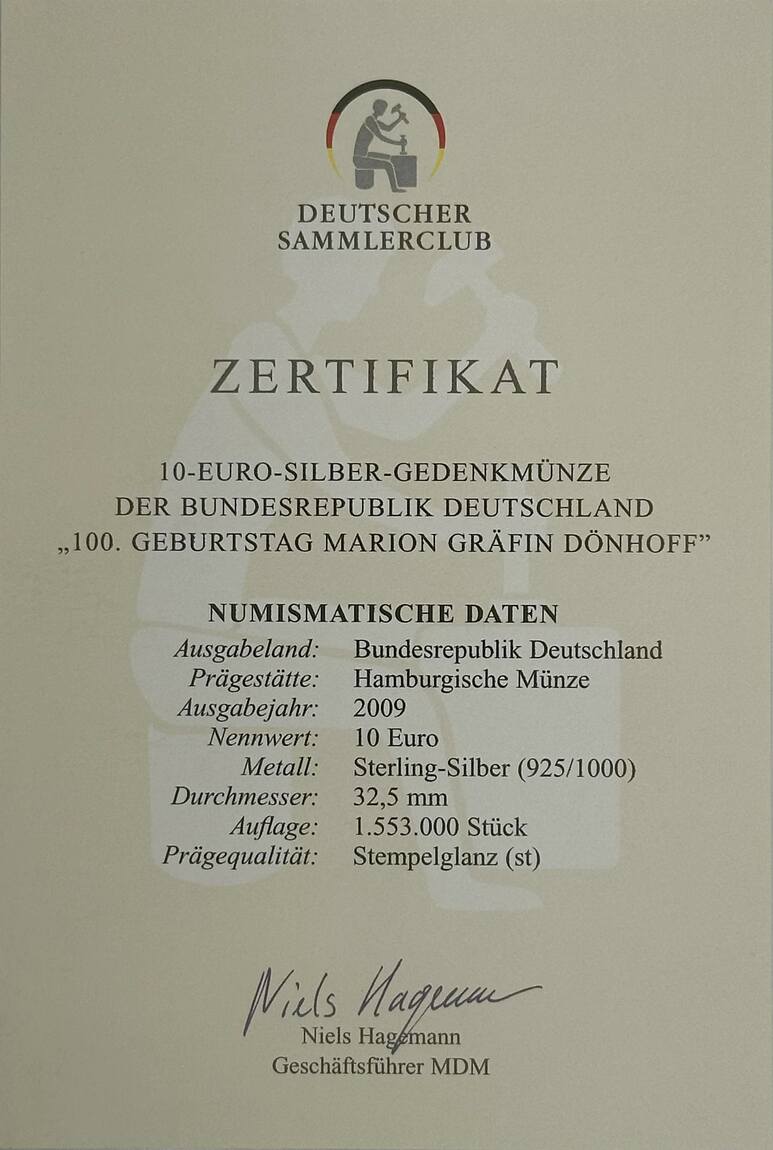 DEUTSCHER
SAMMLERCLUB
ZERTIFIKAT
10-EURO-SILBER-GEDENKMÜNZE
DER BUNDESREPUBLIK DEUTSCHLAND
„100. GEBURTSTAG MARION GRÄFIN DÖNHOFF”
NUMISMATISCHE DATEN
Ausgabeland: Bundesrepublik Deutschland
Prägestätte: Hamburgische Münze
Ausgabejahr: 2009
Nennwert: 10 Euro
Metall: Sterling-Silber (925/1000)
Durchmesser: 32,5 mm
Auflage: 1.553.000 Stück
Prägequalität: Stempelglanz (st)
Niels Hagemann
Niels Hagemann
Geschäftsführer MDM